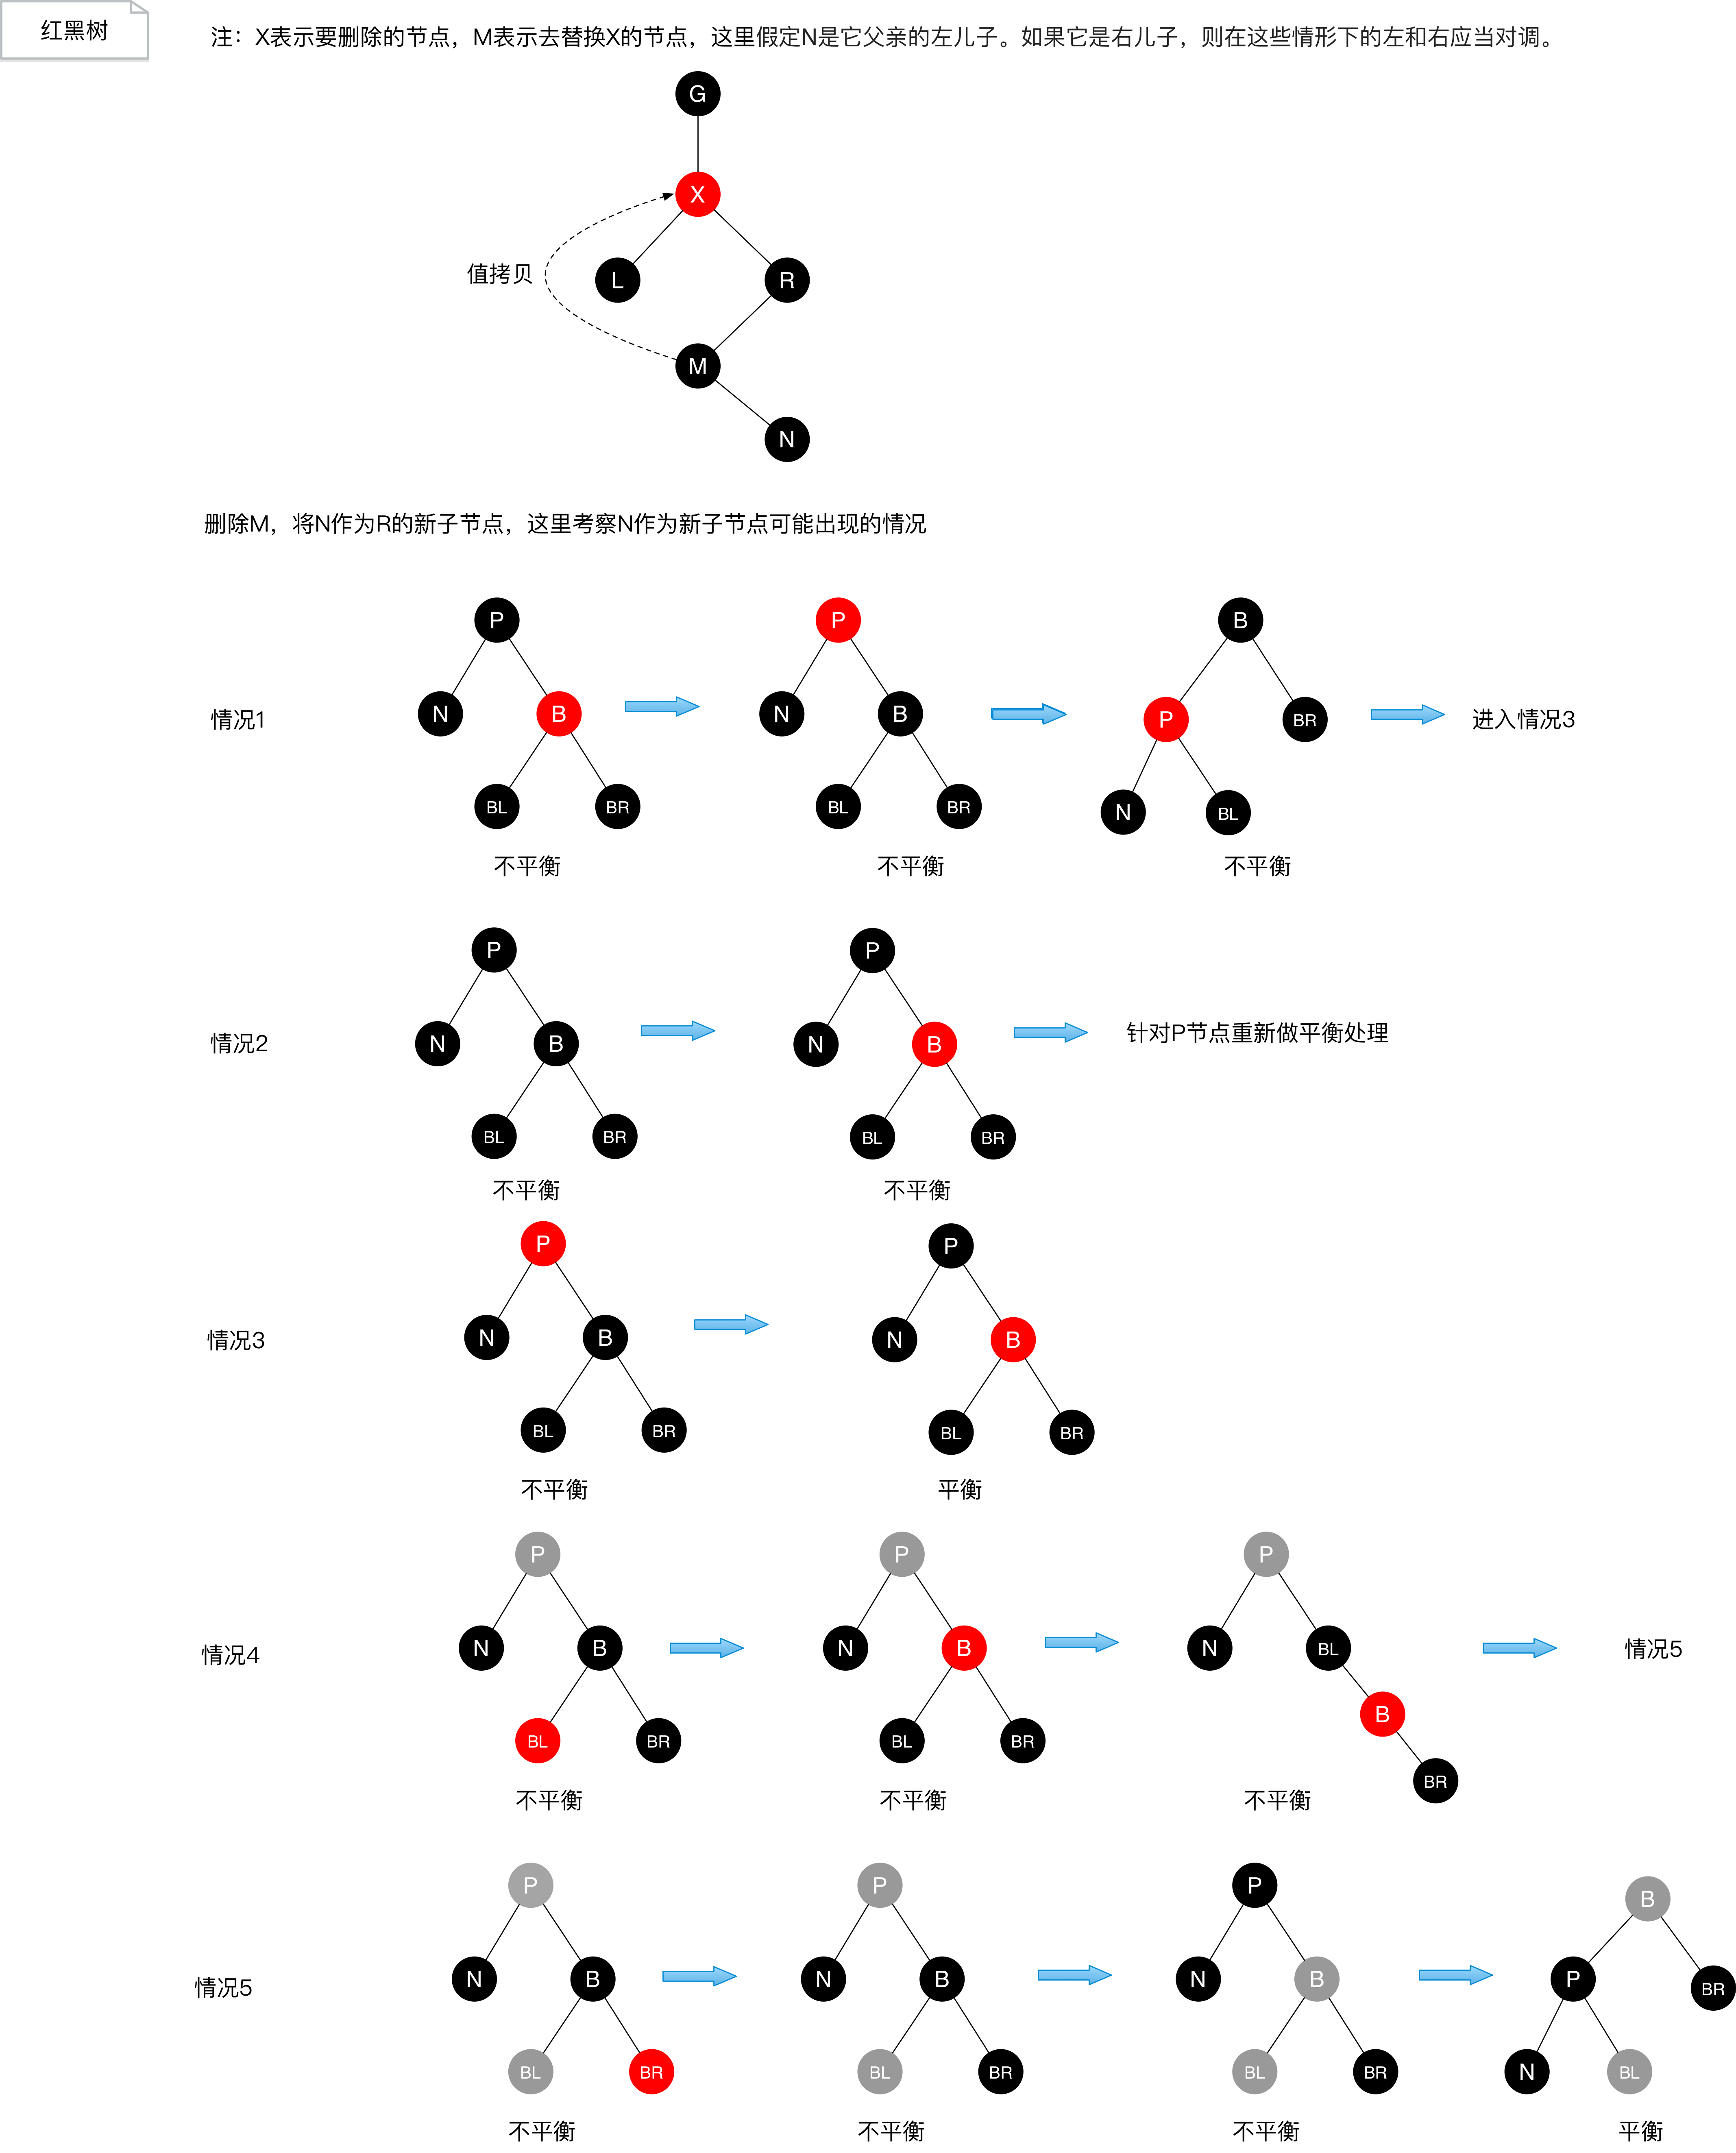 红黑树
注：X表示要删除的节点，M表示去替换X的节点，这里假定N是它父亲的左儿子。如果它是右儿子，则在这些情形下的左和右应当对调。
G
X
值拷贝
L
R
M
N
删除M，将N作为R的新子节点，这里考察N作为新子节点可能出现的情况
情况1
P
N
B
BL
BR
不平衡
P
N
B
BL
BR
不平衡
B
P
BR
N
BL
不平衡
进入情况3
情况2
P
N
B
BL
BR
不平衡
P
N
B
BL
BR
不平衡
针对P节点重新做平衡处理
情况3
P
N
B
BL
BR
不平衡
P
N
B
BL
BR
平衡
情况4
P
N
B
BL
BR
不平衡
P
N
B
BL
BR
不平衡
P
N
BL
B
BR
不平衡
情况5
情况5
P
N
B
BL
BR
不平衡
P
N
B
BL
BR
不平衡
P
N
B
BL
BR
不平衡
B
P
BR
N
BL
平衡